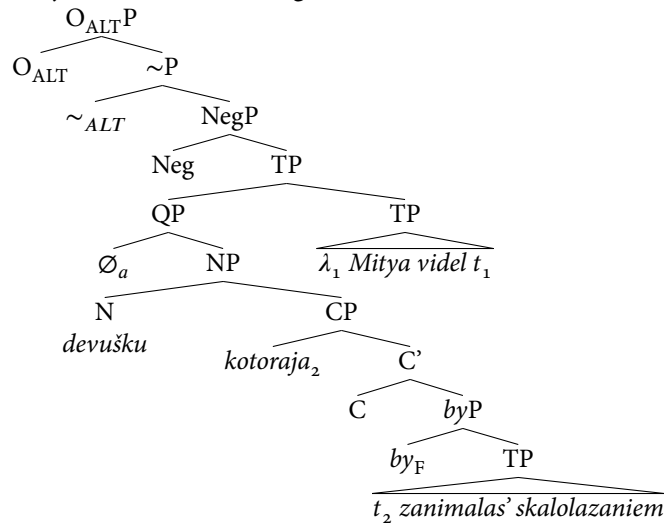 O_ALT P
O_ALT ~P
~_ALT NegP
Neg TP
QP TP
∅_a NP λ₁ Mitya videl t₁
N CP
devušku kotoraja₂ C’
C byP
by_F TP
t₂ zanimalas’ skalolazaniem